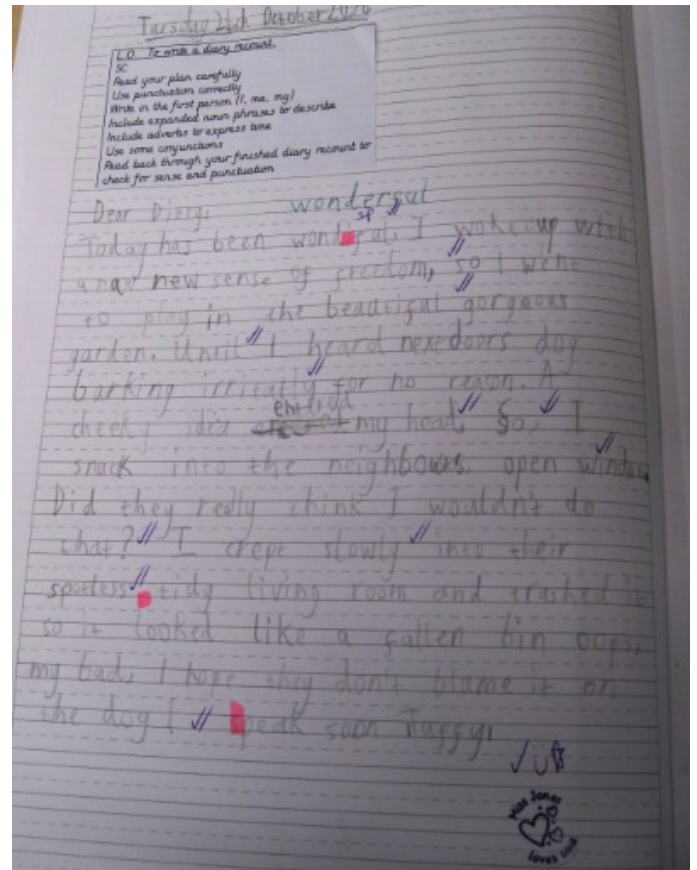 Tuesday October 2020
L.O. To write a diary recount.
SC
Read your plan carefully
Use punctuation correctly
Write in the first person (I, me, my)
Include expanded noun phrases to describe
Include adverbs to express time
Use some conjunctions
Read back through your finished diary recount to
check for sense and punctuation
Dear Diary, wonderful
sp
Today has been wonderful. I woke up with
a new sense of freedom, so I went
to play in the beautiful gorgeous
garden. Until I heard nexedoors dog
barking irritatly for no reason. A
cheeky idia entered my head, So, I
snuck into the neighbours open window.
Did they really think I wouldn't do
that? I crept slowly into their
spotless tidy living room and trashed it
so it looked like a fallen bin oops,
my bad, I hope they don't blame it on
the dog! speak soon Tuffy!
Miss Jones
loves this